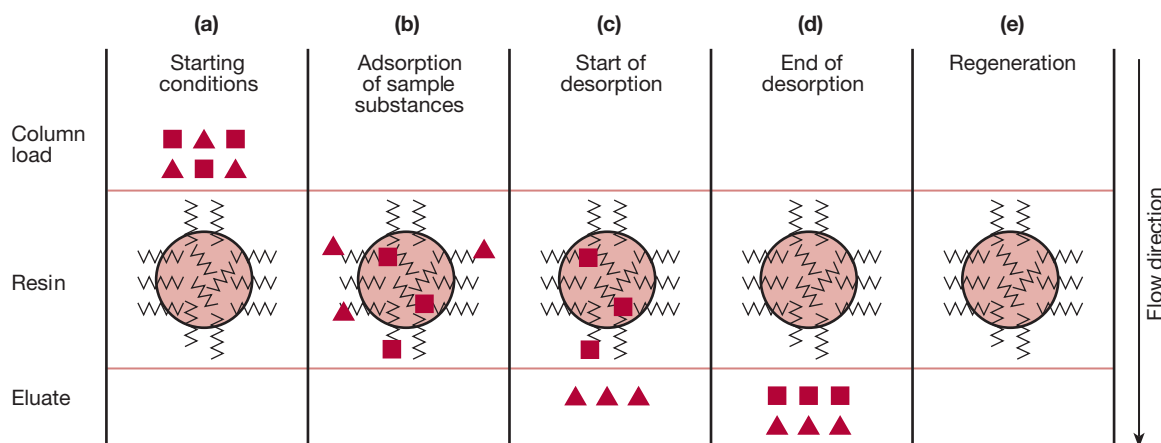 (a)
(b)
(c)
(d)
(e)
Starting
conditions
Adsorption
of sample
substances
Start of
desorption
End of
desorption
Regeneration
Column
load
Resin
Eluate
Flow direction